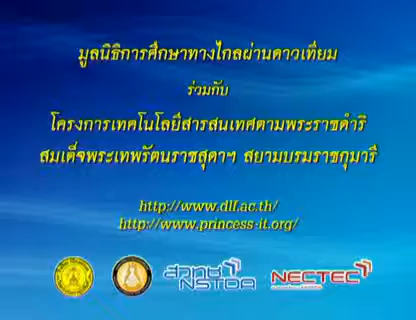 มูลนิธิการศึกษาทางไกลผ่านดาวเทียม
ร่วมกับ
โครงการเทคโนโลยีสารสนเทศตามพระราชดำริ
สมเด็จพระเทพรัตนราชสุดาฯ สยามบรมราชกุมารี
http://www.dlf.ac.th/
http://www.princess-it.org/
สวทช NECTEC
NSTDA